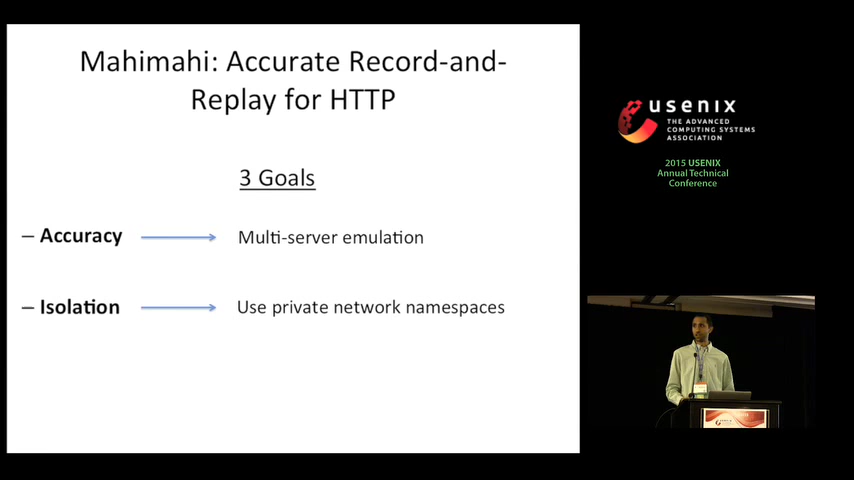 Mahimahi: Accurate Record-and-
Replay for HTTP
3 Goals
– Accuracy
Multi-server emulation
– Isolation
Use private network namespaces
usenix
THE ADVANCED
COMPUTING SYSTEMS
ASSOCIATION
2015 USENIX
Annual Technical
Conference